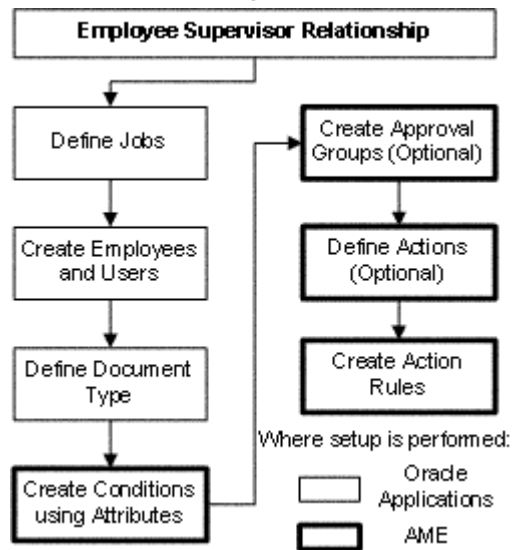 Employee Supervisor Relationship
Define Jobs
Create Employees
and Users
Define Document
Type
Create Conditions
using Attributes
Create Approval
Groups (Optional)
Define Actions
(Optional)
Create Action
Rules
Where setup is performed:
Oracle
Applications
AME